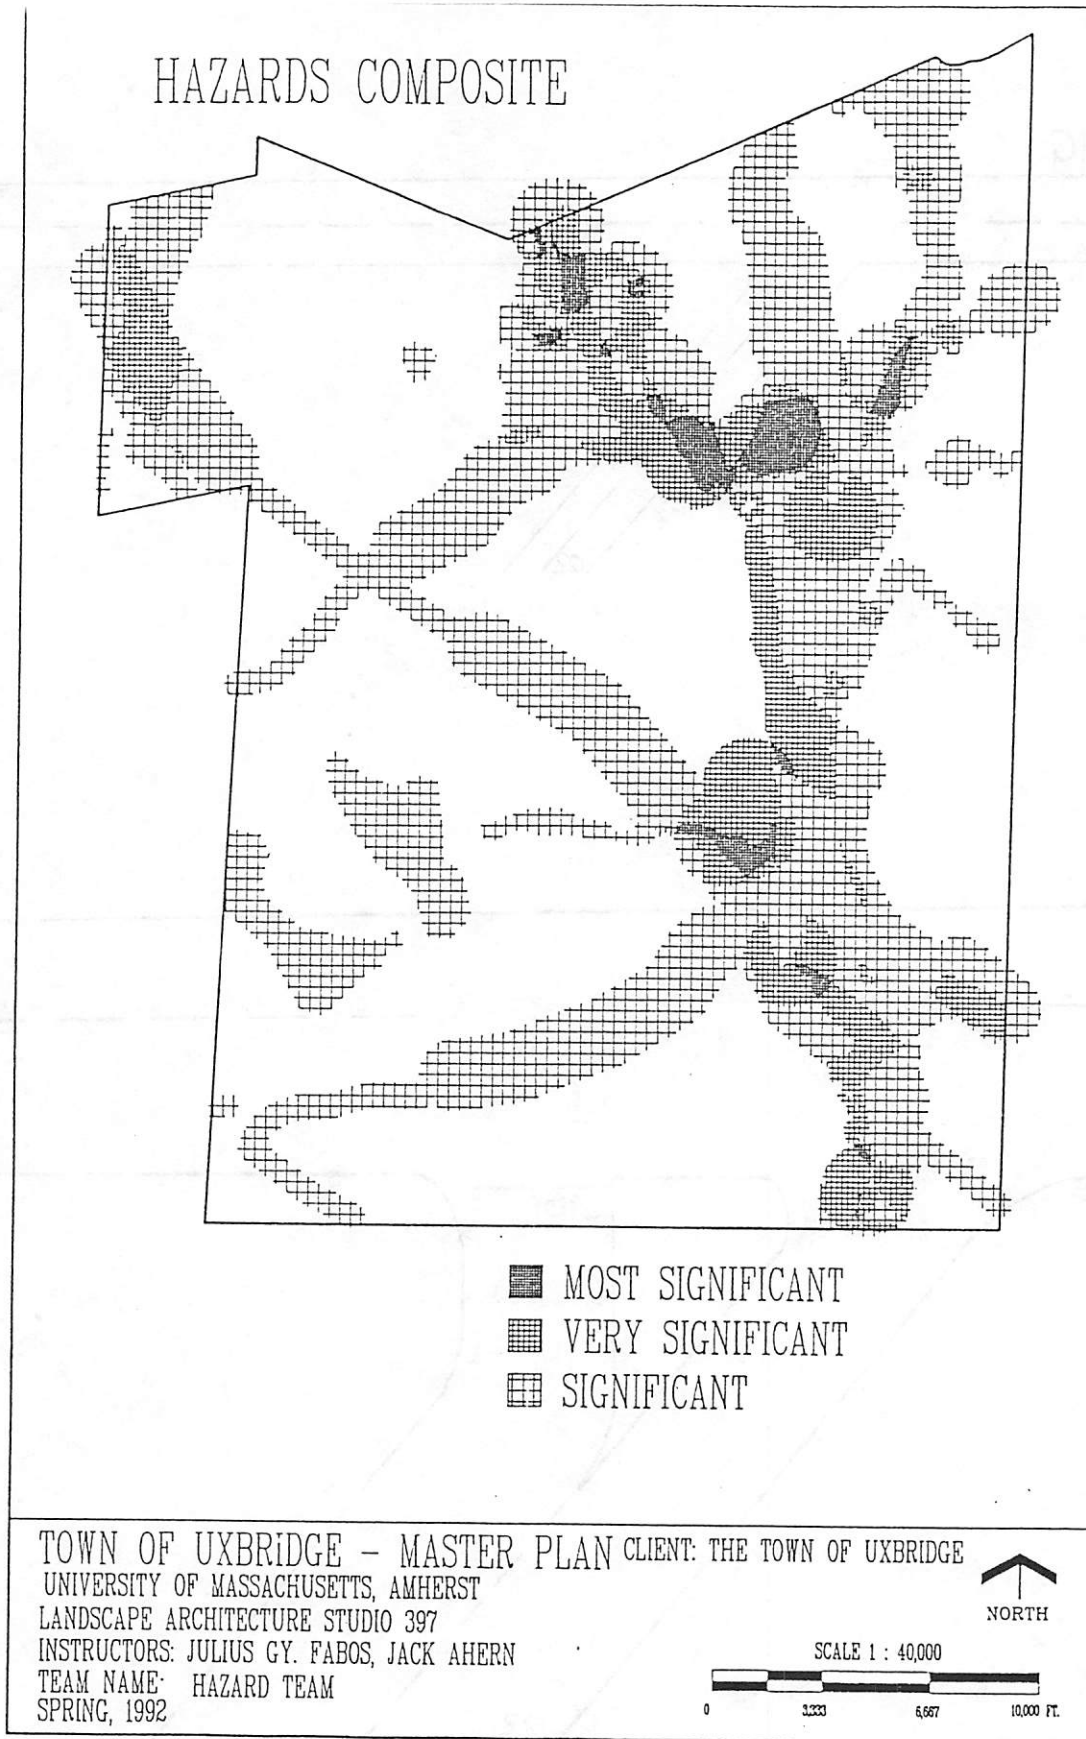 HAZARDS COMPOSITE
MOST SIGNIFICANT
VERY SIGNIFICANT
SIGNIFICANT
TOWN OF UXBRIDGE - MASTER PLAN CLIENT: THE TOWN OF UXBRIDGE
UNIVERSITY OF MASSACHUSETTS, AMHERST
LANDSCAPE ARCHITECTURE STUDIO 397
INSTRUCTORS: JULIUS GY. FABOS, JACK AHERN
TEAM NAME: HAZARD TEAM
SPRING, 1992
NORTH
SCALE 1 : 40,000
0 3,333 6,667 10,000 FT.